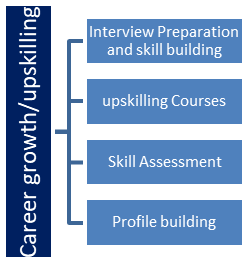 Career growth/upskilling
Interview Preparation
and skill building
upskilling Courses
Skill Assessment
Profile building